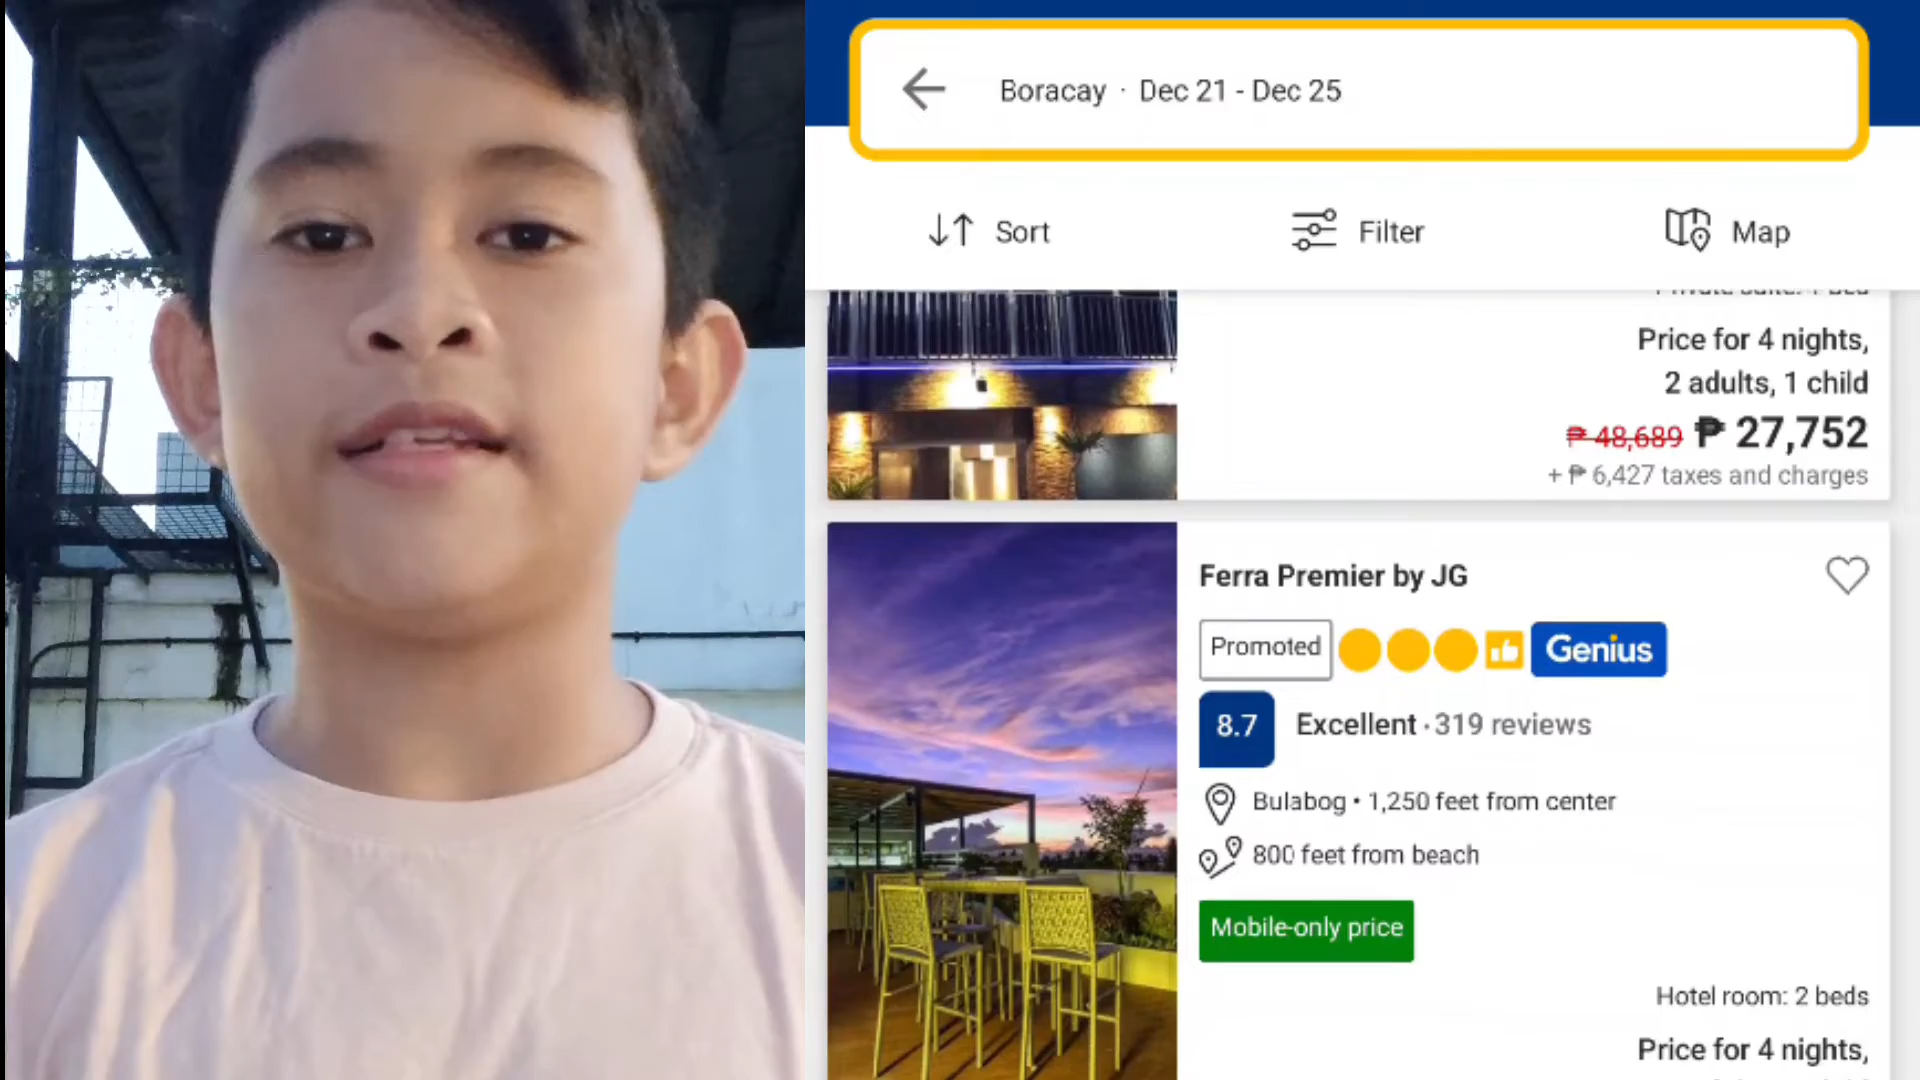 Boracay · Dec 21 - Dec 25
Sort
Filter
Map
Price for 4 nights,
2 adults, 1 child
₱ 48,689 ₱ 27,752
+ ₱ 6,427 taxes and charges
Ferra Premier by JG
Promoted
Genius
8.7
Excellent · 319 reviews
Bulabog • 1,250 feet from center
800 feet from beach
Mobile-only price
Hotel room: 2 beds
Price for 4 nights,